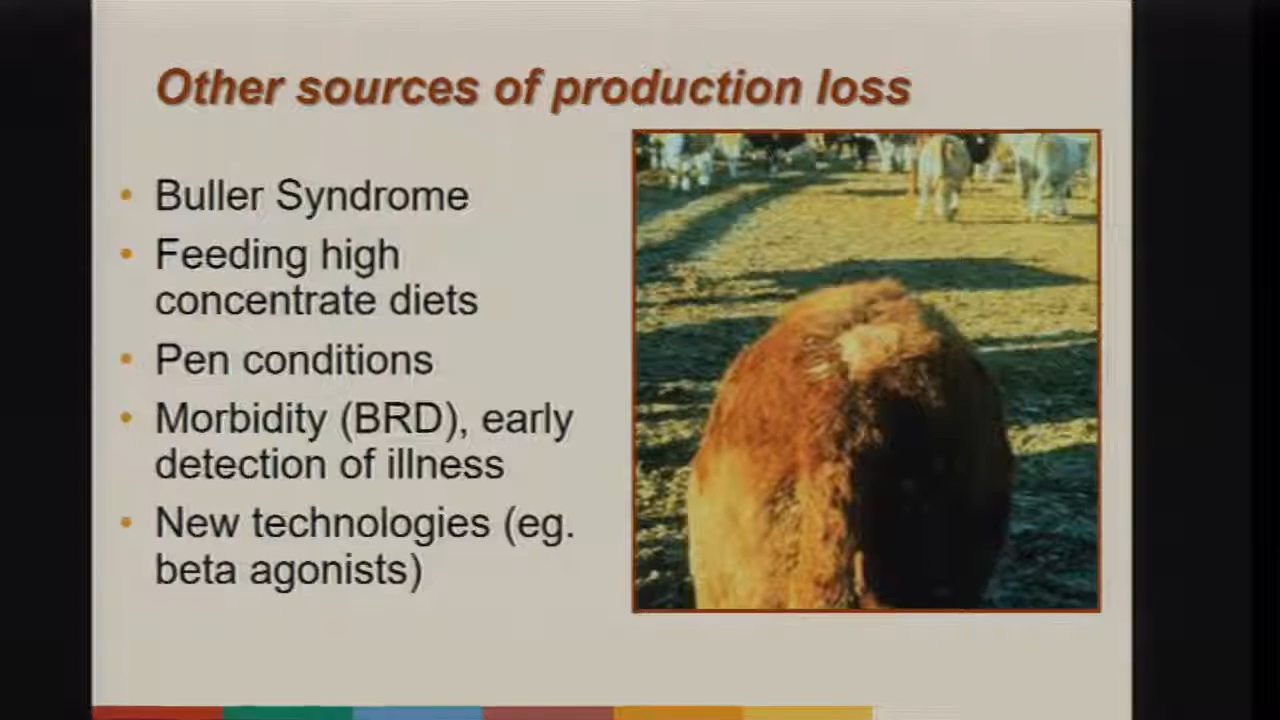 Other sources of production loss
• Buller Syndrome
• Feeding high
concentrate diets
• Pen conditions
• Morbidity (BRD), early
detection of illness
• New technologies (eg.
beta agonists)